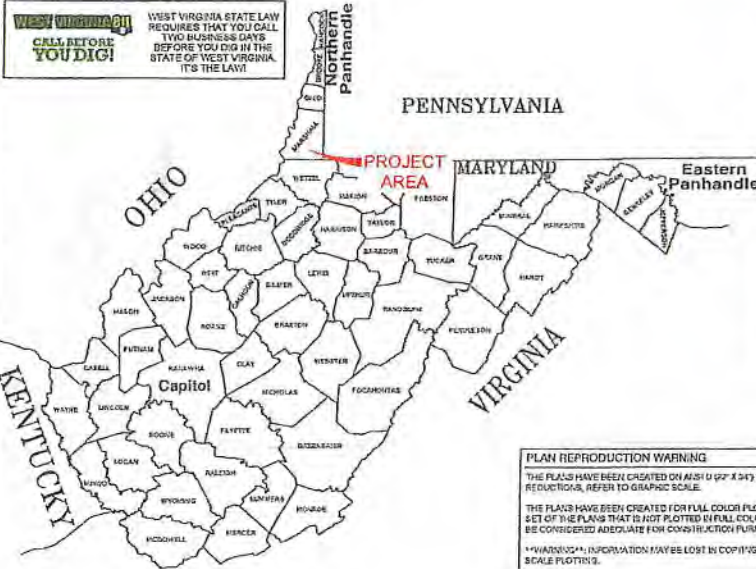 WEST VIRGINIA 811
CALL BEFORE
YOU DIG!
WEST VIRGINIA STATE LAW
REQUIRES THAT YOU CALL
TWO BUSINESS DAYS
BEFORE YOU DIG IN THE
STATE OF WEST VIRGINIA.
IT'S THE LAW!
Northern
Panhandle
BROOKE
HANCOCK
OHIO
PENNSYLVANIA
MARSHALL
PROJECT
AREA
MARYLAND
Eastern
Panhandle
OHIO
WETZEL
MARION
PRESTON
MORGAN
BERKELEY
JEFFERSON
TYLER
PLEASANTS
DODDRIDGE
HARRISON
TAYLOR
MINERAL
HAMPSHIRE
WOOD
RITCHIE
BARBOUR
TUCKER
GRANT
HARDY
WIRT
CALHOUN
GILMER
LEWIS
UPSHUR
RANDOLPH
JACKSON
MASON
ROANE
BRAXTON
PENDLETON
PUTNAM
CABELL
KANAWHA
CLAY
WEBSTER
Capitol
NICHOLAS
POCAHONTAS
VIRGINIA
KENTUCKY
WAYNE
LINCOLN
BOONE
FAYETTE
GREENBRIER
LOGAN
MINGO
RALEIGH
WYOMING
SUMMERS
MONROE
MERCER
MCDOWELL
PLAN REPRODUCTION WARNING
THE PLANS HAVE BEEN CREATED ON ANSI D (22" X 34")
REDUCTIONS, REFER TO GRAPHIC SCALE.
THE PLANS HAVE BEEN CREATED FOR FULL COLOR PLO
SET OF THE PLANS THAT IS NOT PLOTTED IN FULL COLO
BE CONSIDERED ADEQUATE FOR CONSTRUCTION PURP
**WARNING**: INFORMATION MAY BE LOST IN COPYING
SCALE PLOTTING.